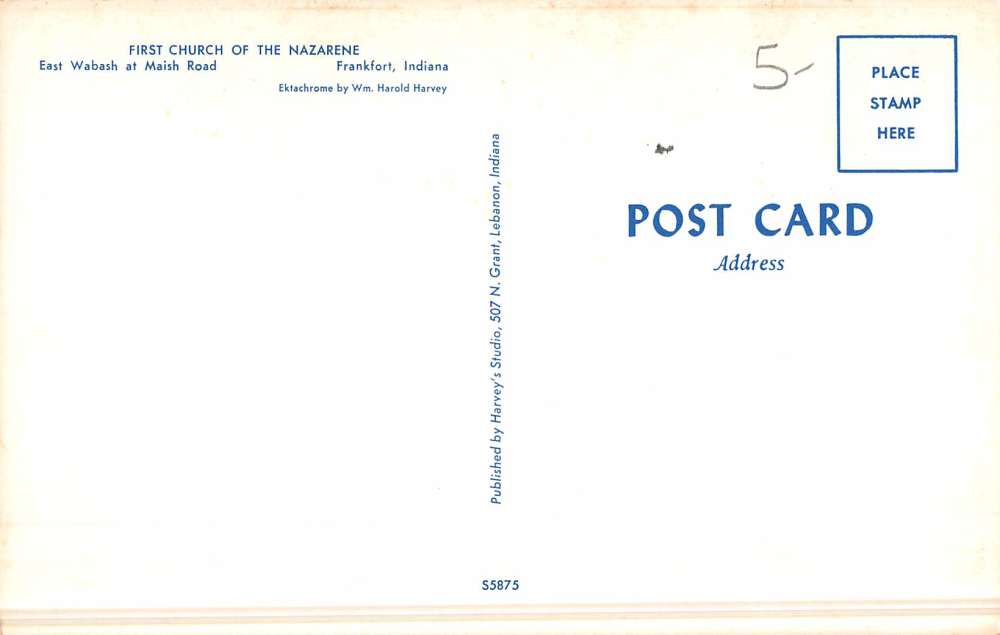 FIRST CHURCH OF THE NAZARENE
East Wabash at Maish Road Frankfort, Indiana
Ektachrome by Wm. Harold Harvey
Published by Harvey's Studio, 507 N. Grant, Lebanon, Indiana
S5875
5-
PLACE
STAMP
HERE
POST CARD
Address